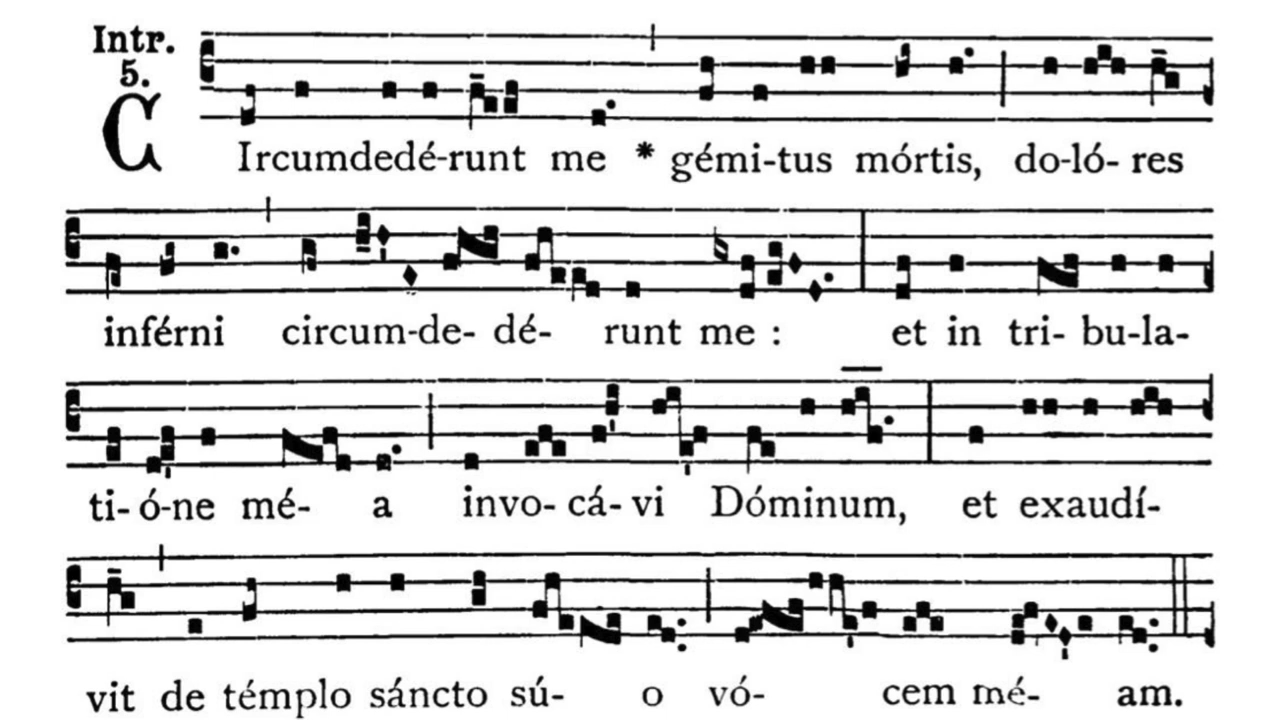 Intr.
5.
CIrcumdedé-runt me * gémi-tus mórtis, do-ló- res
inférni circum-de- dé- runt me : et in tri- bu-la-
ti- ó-ne mé- a invo- cá- vi Dóminum, et exaudí-
vit de témplo sáncto sú- o vó- cem mé- am.